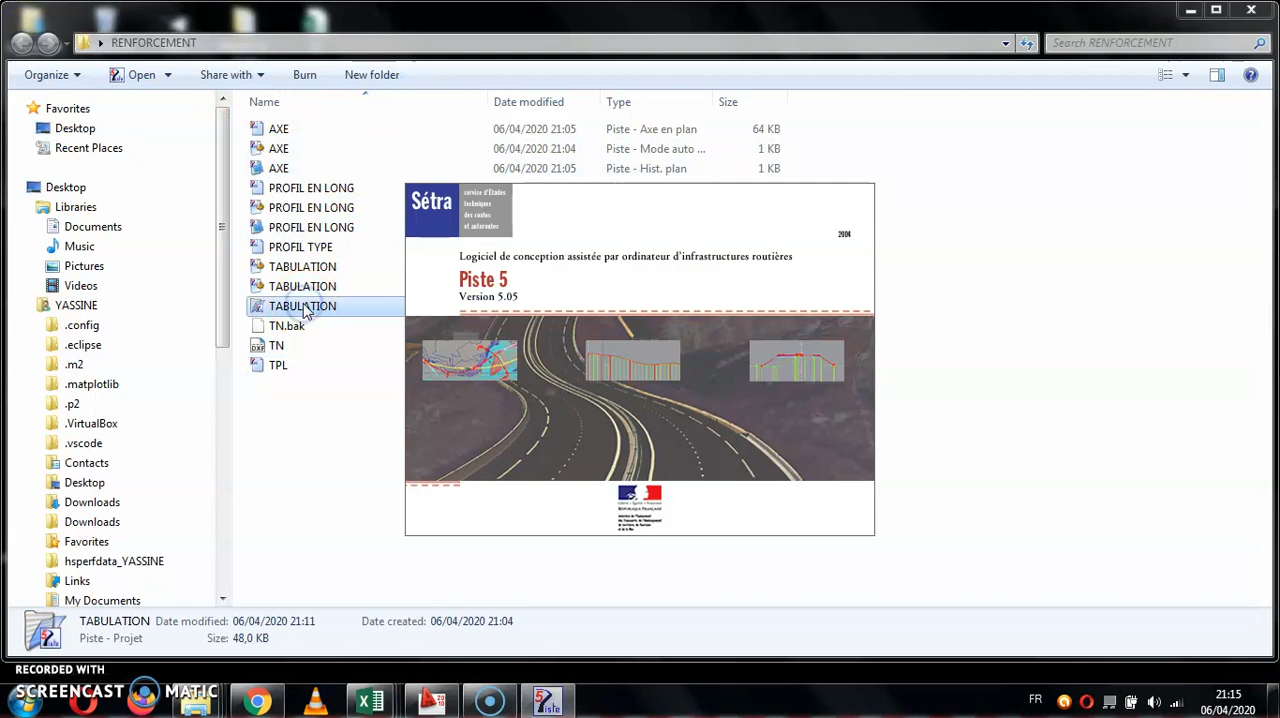 RENFORCEMENT
Search RENFORCEMENT
Organize
Open
Share with
Burn
New folder
Favorites
Desktop
Recent Places
Desktop
Libraries
Documents
Music
Pictures
Videos
YASSINE
.config
.eclipse
.m2
.matplotlib
.p2
.VirtualBox
.vscode
Contacts
Desktop
Downloads
Downloads
Favorites
hsperfdata_YASSINE
Links
My Documents
Name Date modified Type Size
AXE 06/04/2020 21:05 Piste - Axe en plan 64 KB
AXE 06/04/2020 21:04 Piste - Mode auto ... 1 KB
AXE 06/04/2020 21:05 Piste - Hist. plan 1 KB
PROFIL EN LONG
PROFIL EN LONG
PROFIL EN LONG
PROFIL TYPE
TABULATION
TABULATION
TABULATION
TN.bak
TN
TPL
Sétra
service d'Études
techniques
des routes
et autoroutes
2004
Logiciel de conception assistée par ordinateur d'infrastructures routières
Piste 5
Version 5.05
RÉPUBLIQUE FRANÇAISE
TABULATION Date modified: 06/04/2020 21:11 Date created: 06/04/2020 21:04
Piste - Projet Size: 48,0 KB
RECORDED WITH
SCREENCAST MATIC
FR
21:15
06/04/2020